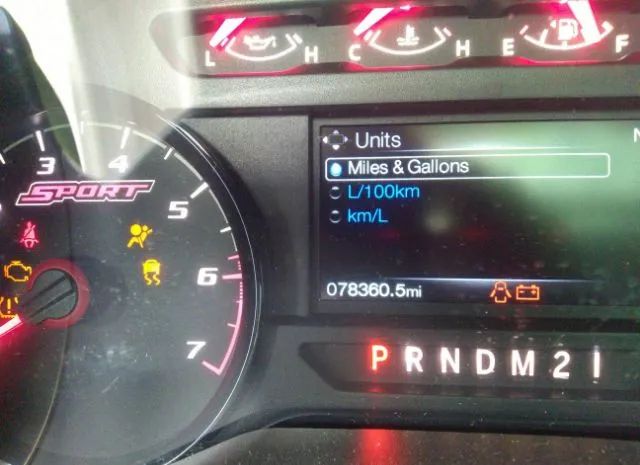 L H C H E F
Units
N
Miles & Gallons
L/100km
km/L
3 4 5 6 7
SPORT
078360.5mi
P R N D M 2 1